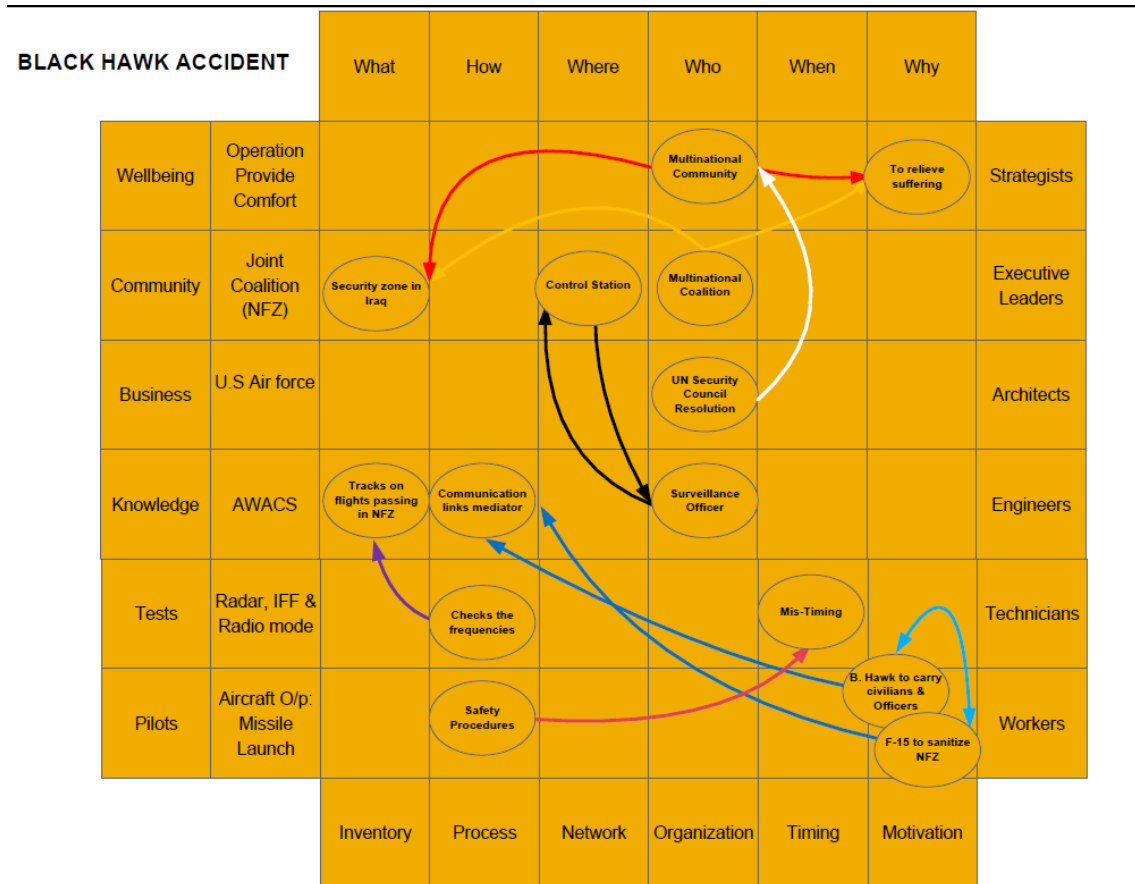 BLACK HAWK ACCIDENT
What
How
Where
Who
When
Why
Wellbeing
Operation
Provide
Comfort
Multinational
Community
To relieve
suffering
Strategists
Community
Joint
Coalition
(NFZ)
Security zone in
Iraq
Control Station
Multinational
Coalition
Executive
Leaders
Business
U.S Air force
UN Security
Council
Resolution
Architects
Knowledge
AWACS
Tracks on
flights passing
in NFZ
Communication
links mediator
Surveillance
Officer
Engineers
Tests
Radar, IFF &
Radio mode
Checks the
frequencies
Mis-Timing
Technicians
Pilots
Aircraft O/p:
Missile
Launch
Safety
Procedures
B. Hawk to carry
civilians &
Officers
F-15 to sanitize
NFZ
Workers
Inventory
Process
Network
Organization
Timing
Motivation